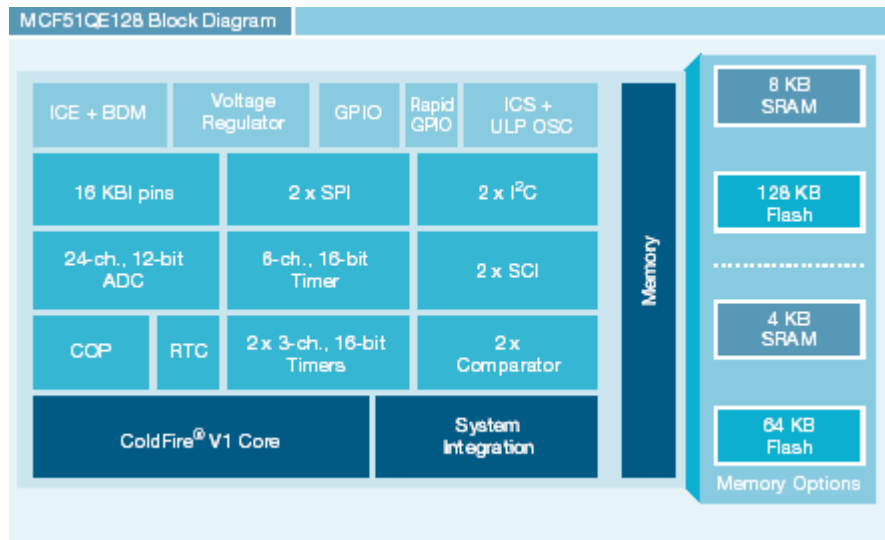 MCF51QE128 Block Diagram
ICE + BDM
Voltage
Regulator
GPIO
Rapid
GPIO
ICS +
ULP OSC
16 KBI pins
2 x SPI
2 x I²C
24-ch., 12-bit
ADC
6-ch., 16-bit
Timer
2 x SCI
COP
RTC
2 x 3-ch., 16-bit
Timers
2 x
Comparator
ColdFire® V1 Core
System
Integration
Memory
8 KB
SRAM
128 KB
Flash
4 KB
SRAM
64 KB
Flash
Memory Options